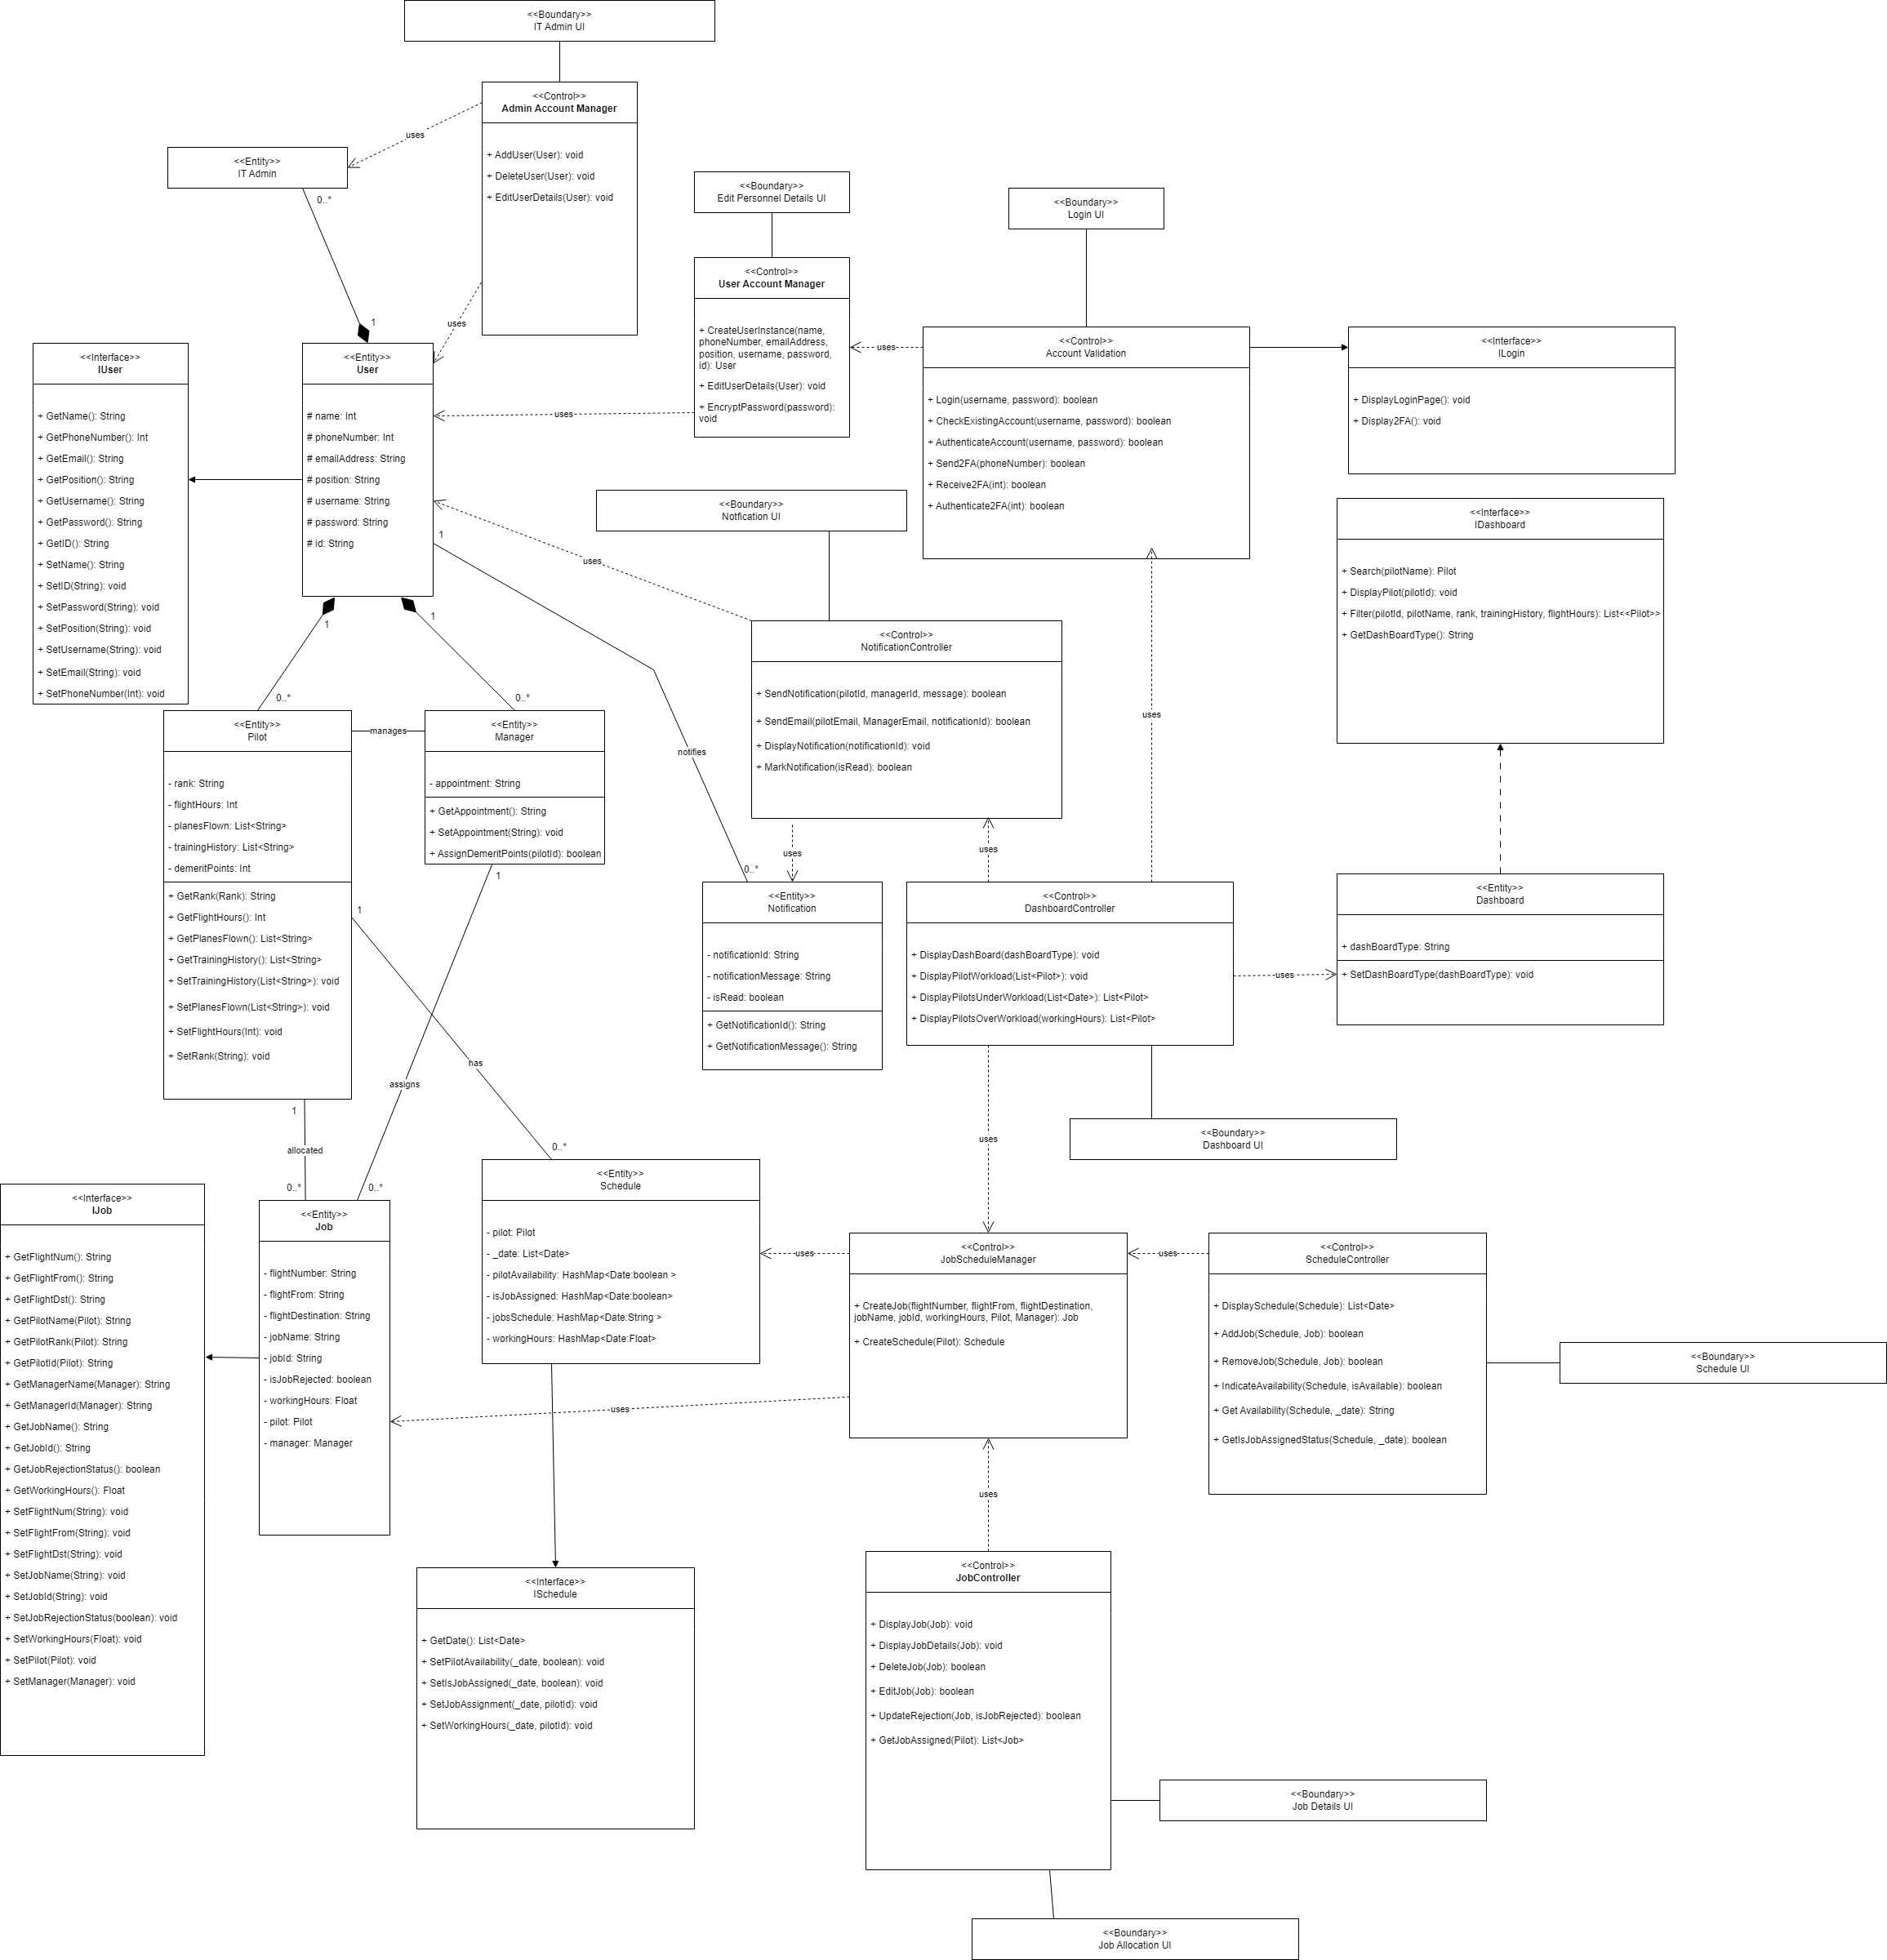 <<Boundary>>
IT Admin UI
<<Control>>
Admin Account Manager
+ AddUser(User): void
+ DeleteUser(User): void
+ EditUserDetails(User): void
uses
<<Entity>>
IT Admin
0..*
1
uses
<<Boundary>>
Edit Personnel Details UI
<<Boundary>>
Login UI
<<Control>>
User Account Manager
+ CreateUserInstance(name,
phoneNumber, emailAddress,
position, username, password,
id): User
+ EditUserDetails(User): void
+ EncryptPassword(password):
void
uses
uses
<<Control>>
Account Validation
+ Login(username, password): boolean
+ CheckExistingAccount(username, password): boolean
+ AuthenticateAccount(username, password): boolean
+ Send2FA(phoneNumber): boolean
+ Receive2FA(int): boolean
+ Authenticate2FA(int): boolean
<<Interface>>
ILogin
+ DisplayLoginPage(): void
+ Display2FA(): void
<<Interface>>
IUser
+ GetName(): String
+ GetPhoneNumber(): Int
+ GetEmail(): String
+ GetPosition(): String
+ GetUsername(): String
+ GetPassword(): String
+ GetID(): String
+ SetName(): String
+ SetID(String): void
+ SetPassword(String): void
+ SetPosition(String): void
+ SetUsername(String): void
+ SetEmail(String): void
+ SetPhoneNumber(Int): void
<<Entity>>
User
# name: Int
# phoneNumber: Int
# emailAddress: String
# position: String
# username: String
# password: String
# id: String
1
1
1
0..*
0..*
<<Boundary>>
Notfication UI
uses
<<Control>>
NotificationController
+ SendNotification(pilotId, managerId, message): boolean
+ SendEmail(pilotEmail, ManagerEmail, notificationId): boolean
+ DisplayNotification(notificationId): void
+ MarkNotification(isRead): boolean
<<Interface>>
IDashboard
+ Search(pilotName): Pilot
+ DisplayPilot(pilotId): void
+ Filter(pilotId, pilotName, rank, trainingHistory, flightHours): List<<Pilot>>
+ GetDashBoardType(): String
uses
notifies
<<Entity>>
Pilot
- rank: String
- flightHours: Int
- planesFlown: List<String>
- trainingHistory: List<String>
- demeritPoints: Int
+ GetRank(Rank): String
+ GetFlightHours(): Int
+ GetPlanesFlown(): List<String>
+ GetTrainingHistory(): List<String>
+ SetTrainingHistory(List<String>): void
+ SetPlanesFlown(List<String>): void
+ SetFlightHours(Int): void
+ SetRank(String): void
manages
<<Entity>>
Manager
- appointment: String
+ GetAppointment(): String
+ SetAppointment(String): void
+ AssignDemeritPoints(pilotId): boolean
1
1
uses
uses
0..*
<<Entity>>
Notification
- notificationId: String
- notificationMessage: String
- isRead: boolean
+ GetNotificationId(): String
+ GetNotificationMessage(): String
<<Control>>
DashboardController
+ DisplayDashBoard(dashBoardType): void
+ DisplayPilotWorkload(List<Pilot>): void
+ DisplayPilotsUnderWorkload(List<Date>): List<Pilot>
+ DisplayPilotsOverWorkload(workingHours): List<Pilot>
uses
<<Entity>>
Dashboard
+ dashBoardType: String
+ SetDashBoardType(dashBoardType): void
<<Boundary>>
Dashboard UI
has
assigns
1
allocated
0..*
0..*
0..*
uses
<<Interface>>
IJob
+ GetFlightNum(): String
+ GetFlightFrom(): String
+ GetFlightDst(): String
+ GetPilotName(Pilot): String
+ GetPilotRank(Pilot): String
+ GetPilotId(Pilot): String
+ GetManagerName(Manager): String
+ GetManagerId(Manager): String
+ GetJobName(): String
+ GetJobId(): String
+ GetJobRejectionStatus(): boolean
+ GetWorkingHours(): Float
+ SetFlightNum(String): void
+ SetFlightFrom(String): void
+ SetFlightDst(String): void
+ SetJobName(String): void
+ SetJobId(String): void
+ SetJobRejectionStatus(boolean): void
+ SetWorkingHours(Float): void
+ SetPilot(Pilot): void
+ SetManager(Manager): void
<<Entity>>
Job
- flightNumber: String
- flightFrom: String
- flightDestination: String
- jobName: String
- jobId: String
- isJobRejected: boolean
- workingHours: Float
- pilot: Pilot
- manager: Manager
<<Entity>>
Schedule
- pilot: Pilot
- _date: List<Date>
- pilotAvailability: HashMap<Date:boolean >
- isJobAssigned: HashMap<Date:boolean>
- jobsSchedule: HashMap<Date:String >
- workingHours: HashMap<Date:Float>
uses
uses
<<Control>>
JobScheduleManager
+ CreateJob(flightNumber, flightFrom, flightDestination,
jobName, jobId, workingHours, Pilot, Manager): Job
+ CreateSchedule(Pilot): Schedule
uses
<<Control>>
ScheduleController
+ DisplaySchedule(Schedule): List<Date>
+ AddJob(Schedule, Job): boolean
+ RemoveJob(Schedule, Job): boolean
+ IndicateAvailability(Schedule, isAvailable): boolean
+ Get Availability(Schedule, _date): String
+ GetIsJobAssignedStatus(Schedule, _date): boolean
<<Boundary>>
Schedule UI
uses
<<Interface>>
ISchedule
+ GetDate(): List<Date>
+ SetPilotAvailability(_date, boolean): void
+ SetIsJobAssigned(_date, boolean): void
+ SetJobAssignment(_date, pilotId): void
+ SetWorkingHours(_date, pilotId): void
<<Control>>
JobController
+ DisplayJob(Job): void
+ DisplayJobDetails(Job): void
+ DeleteJob(Job): boolean
+ EditJob(Job): boolean
+ UpdateRejection(Job, isJobRejected): boolean
+ GetJobAssigned(Pilot): List<Job>
<<Boundary>>
Job Details UI
<<Boundary>>
Job Allocation UI